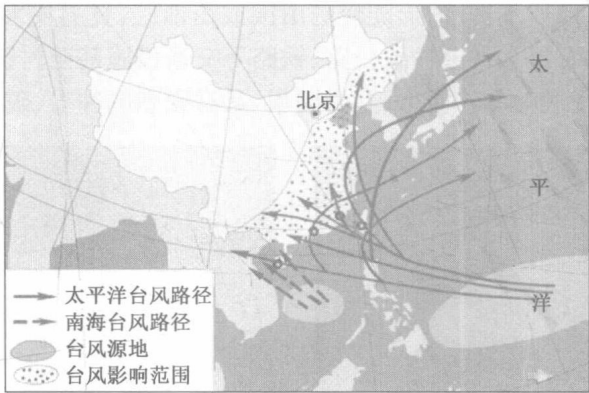 太
北京
平
洋
太平洋台风路径
南海台风路径
台风源地
台风影响范围